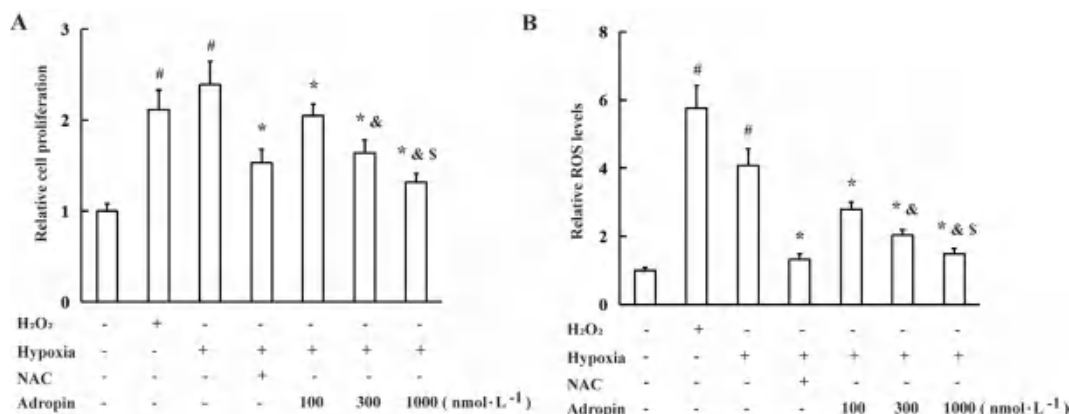 A
Relative cell proliferation
3
2
1
0
#
#
*
*
* &
* & $
H₂O₂ - + - - - - -
Hypoxia - - + + + + +
NAC - - - + - - -
Adropin - - - - 100 300 1000 ( nmol·L⁻¹)
B
Relative ROS levels
8
6
4
2
0
#
#
*
*
* &
* & $
H₂O₂ - + - - - - -
Hypoxia - - + + + + +
NAC - - - + - - -
Adropin - - - - 100 300 1000 ( nmol·L⁻¹)